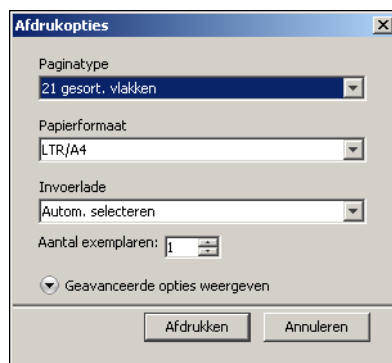 Afdrukopties
Paginatype
21 gesort. vlakken
Papierformaat
LTR/A4
Invoerlade
Autom. selecteren
Aantal exemplaren: 1
Geavanceerde opties weergeven
Afdrukken Annuleren